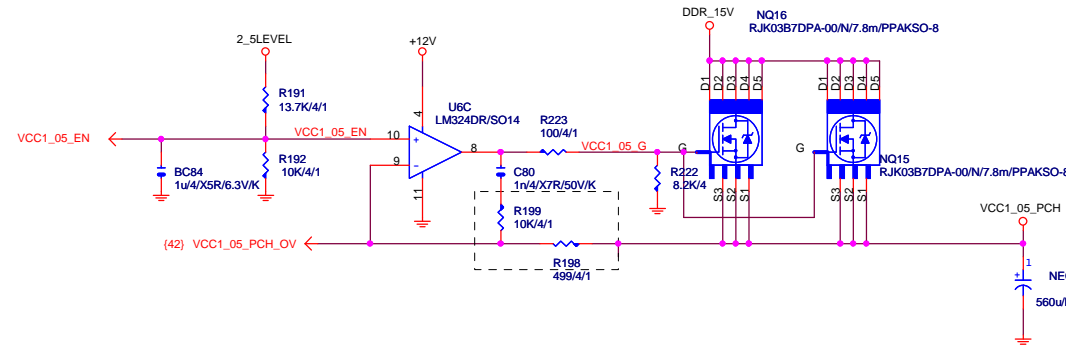 DDR_15V
NQ16
RJK03B7DPA-00/N/7.8m/PPAKSO-8
2_5LEVEL
+12V
D1
D2
D3
D4
D5
D1
D2
D3
D4
D5
R191
13.7K/4/1
4
U6C
LM324DR/SO14
R223
100/4/1
VCC1_05_EN
VCC1_05_EN
10
+
9
-
8
VCC1_05_G
G
G
NQ15
RJK03B7DPA-00/N/7.8m/PPAKSO-8
BC84
1u/4/X5R/6.3V/K
R192
10K/4/1
11
C80
1n/4/X7R/50V/K
R222
8.2K/4
S3
S2
S1
S3
S2
S1
R199
10K/4/1
VCC1_05_PCH
{42} VCC1_05_PCH_OV
R198
499/4/1
1
+
560u/